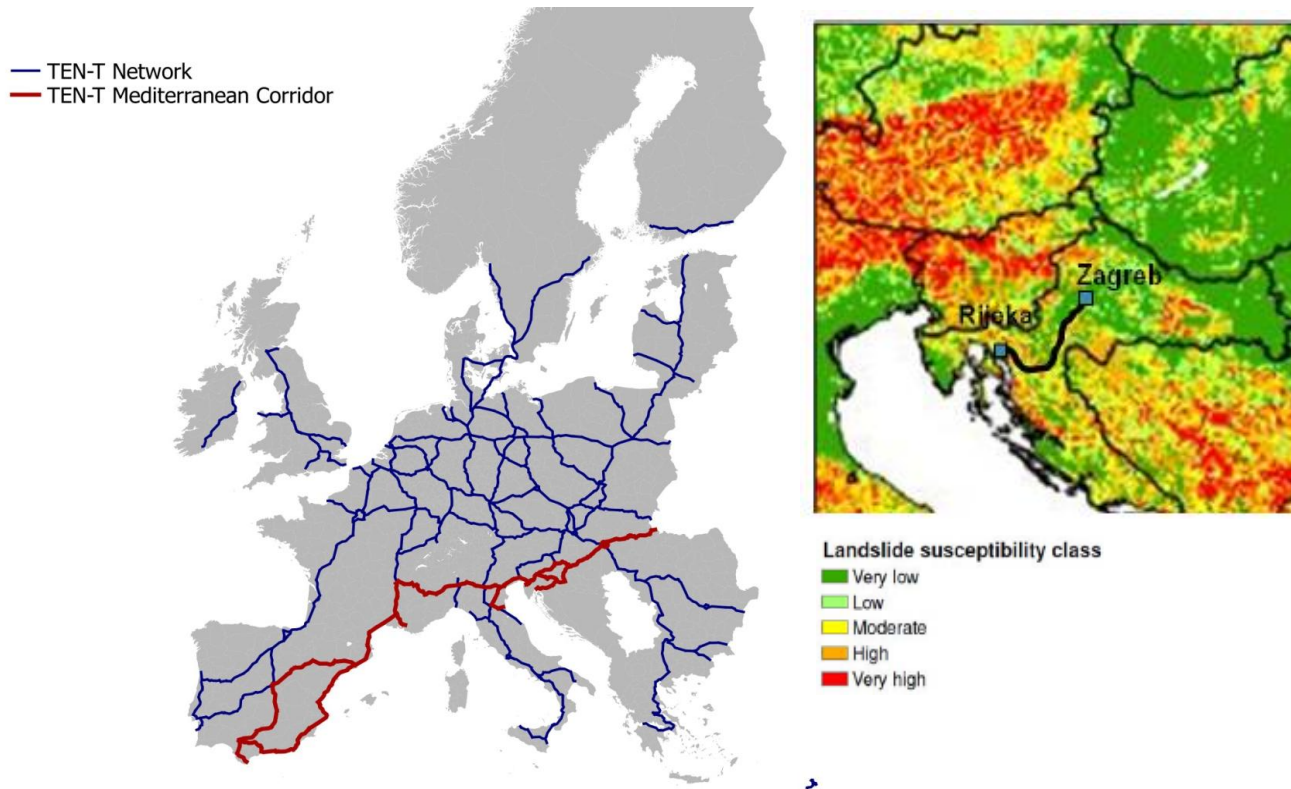 TEN-T Network
TEN-T Mediterranean Corridor
Zagreb
Rijeka
Landslide susceptibility class
Very low
Low
Moderate
High
Very high